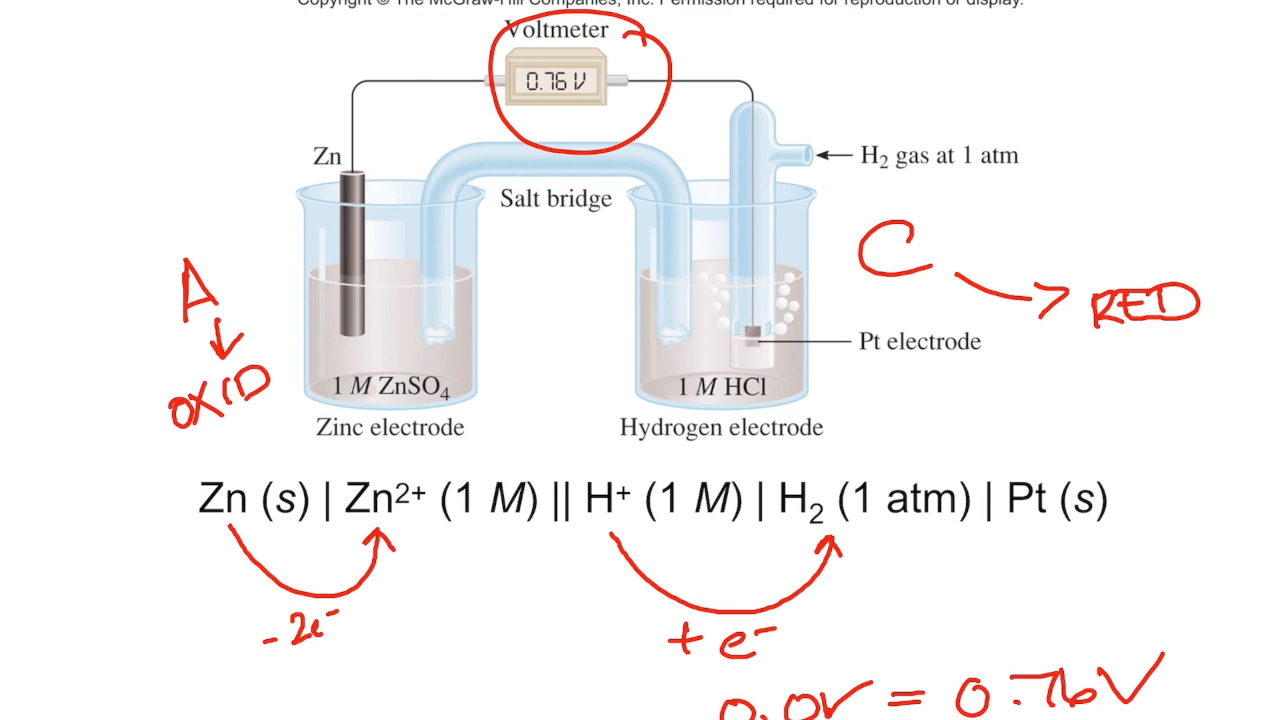 Copyright © The McGraw-Hill Companies, Inc. Permission required for reproduction or display.
Voltmeter
0.76 V
Zn
H₂ gas at 1 atm
Salt bridge
C
RED
A
OXID
Pt electrode
1 M ZnSO₄
1 M HCl
Zinc electrode
Hydrogen electrode
Zn (s) | Zn²⁺ (1 M) || H⁺ (1 M) | H₂ (1 atm) | Pt (s)
- 2e⁻
+ e⁻
0.0V = 0.76V